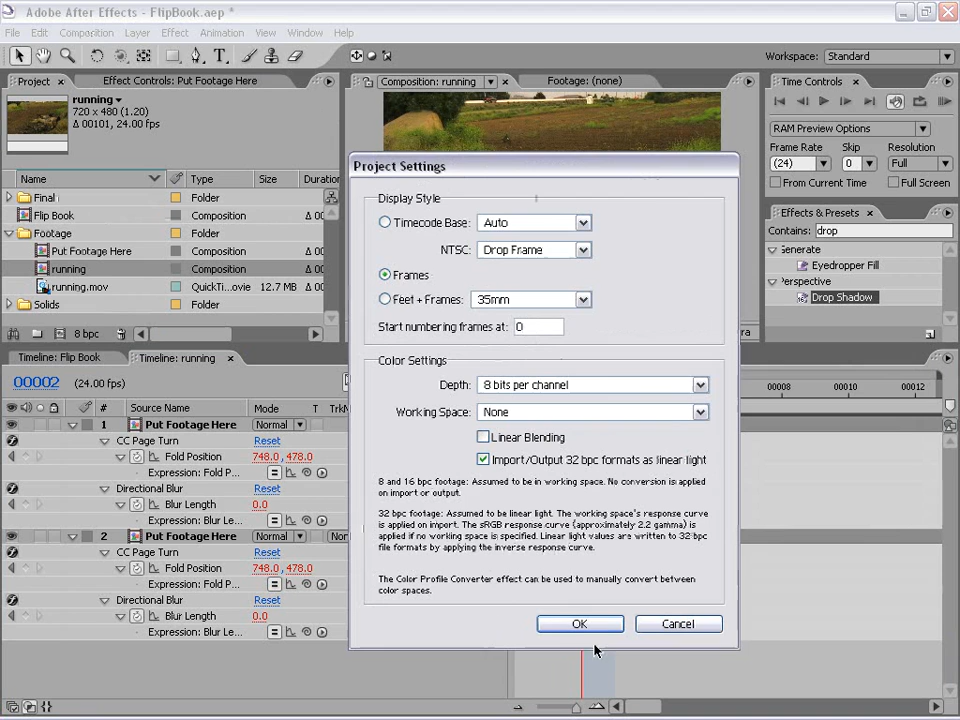 Adobe After Effects - FlipBook.aep *
File Edit Composition Layer Effect Animation View Window Help
Workspace: Standard
Project Effect Controls: Put Footage Here
Composition: running Footage: (none)
Time Controls
running
720 x 480 (1.20)
Δ 00101, 24.00 fps
RAM Preview Options
Frame Rate Skip Resolution
(24) 0 Full
From Current Time Full Screen
Name Type Size Duration
Final Folder
Flip Book Composition Δ 00
Footage Folder
Put Footage Here Composition Δ 00
running Composition Δ 00
running.mov QuickTi...ovie 12.7 MB Δ 00
Solids Folder
8 bpc
Effects & Presets
Contains: drop
Generate
Eyedropper Fill
Perspective
Drop Shadow
Project Settings
Display Style
Timecode Base: Auto
NTSC: Drop Frame
Frames
Feet + Frames: 35mm
Start numbering frames at: 0
Color Settings
Depth: 8 bits per channel
Working Space: None
Linear Blending
Import/Output 32 bpc formats as linear light
8 and 16 bpc footage: Assumed to be in working space. No conversion is applied
on import or output.
32 bpc footage: Assumed to be linear light. The working space's response curve
is applied on import. The sRGB response curve (approximately 2.2 gamma) is
applied if no working space is specified. Linear light values are written to 32-bpc
file formats by applying the inverse response curve.
The Color Profile Converter effect can be used to manually convert between
color spaces.
OK Cancel
Timeline: Flip Book Timeline: running
00002 (24.00 fps)
00008 00010 00012
# Source Name Mode T TrkM
1 Put Footage Here Normal
CC Page Turn Reset
Fold Position 748.0, 478.0
Expression: Fold P...
Directional Blur Reset
Blur Length 0.0
Expression: Blur Le...
2 Put Footage Here Normal Non
CC Page Turn Reset
Fold Position 748.0, 478.0
Expression: Fold P...
Directional Blur Reset
Blur Length 0.0
Expression: Blur Le...